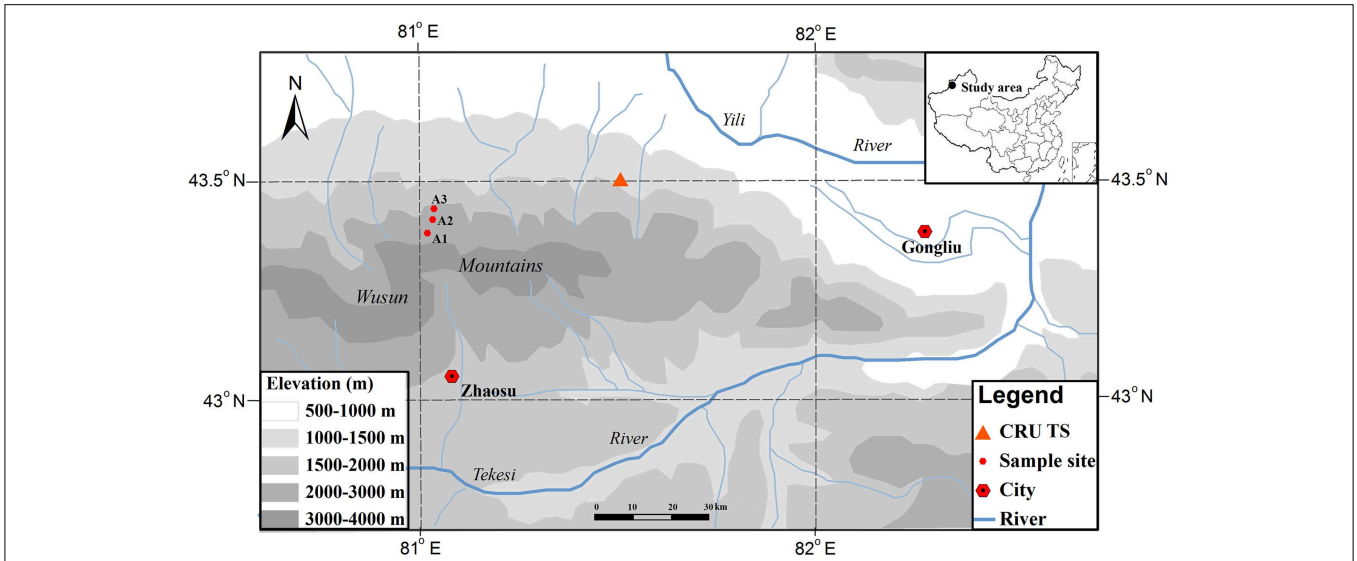 81° E
82° E
N
Study area
Yili
River
43.5° N
43.5° N
A3
A2
A1
Gongliu
Mountains
Wusun
Zhaosu
Elevation (m)
500-1000 m
1000-1500 m
1500-2000 m
2000-3000 m
3000-4000 m
43° N
43° N
Legend
CRU TS
Sample site
City
River
River
Tekesi
0 10 20 30 km
81° E
82° E